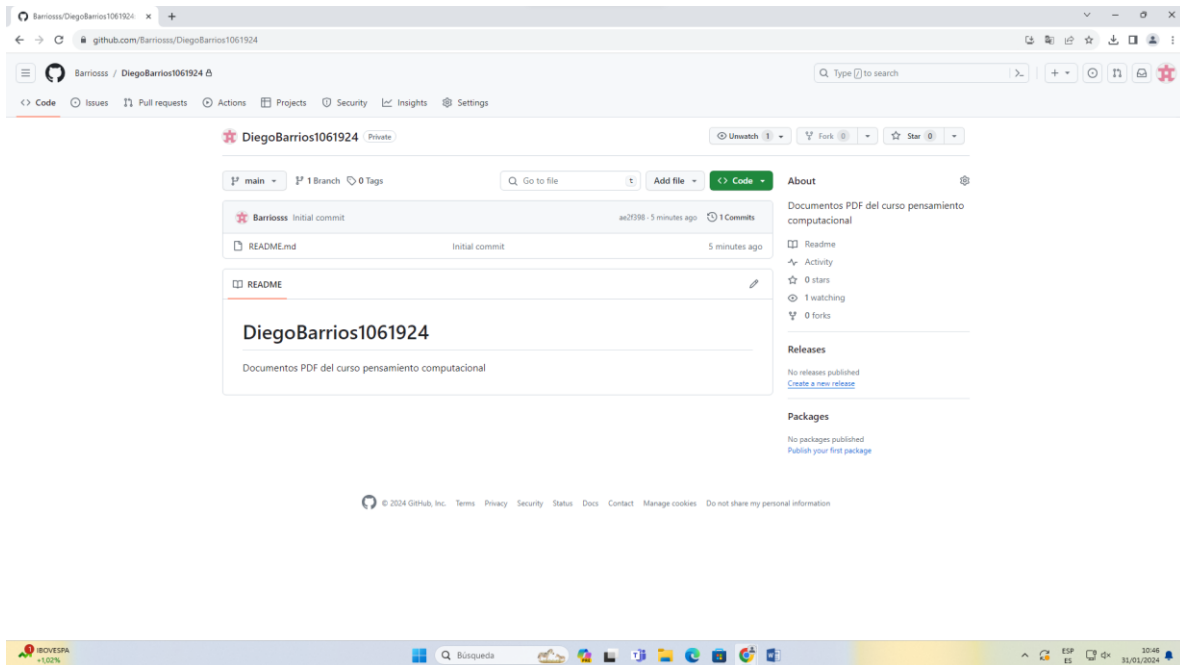 Barriosss/DiegoBarrios1061924:
github.com/Barriosss/DiegoBarrios1061924
Barriosss / DiegoBarrios1061924
Type / to search
Code Issues Pull requests Actions Projects Security Insights Settings
DiegoBarrios1061924 Private
Unwatch 1 Fork 0 Star 0
main 1 Branch 0 Tags Go to file t Add file Code
Barriosss Initial commit ae2f398 · 5 minutes ago 1 Commits
README.md Initial commit 5 minutes ago
README
DiegoBarrios1061924
Documentos PDF del curso pensamiento computacional
About
Documentos PDF del curso pensamiento
computacional
Readme
Activity
0 stars
1 watching
0 forks
Releases
No releases published
Create a new release
Packages
No packages published
Publish your first package
© 2024 GitHub, Inc. Terms Privacy Security Status Docs Contact Manage cookies Do not share my personal information
1 IBOVESPA
+1,02%
Búsqueda
ESP
ES
10:46
31/01/2024